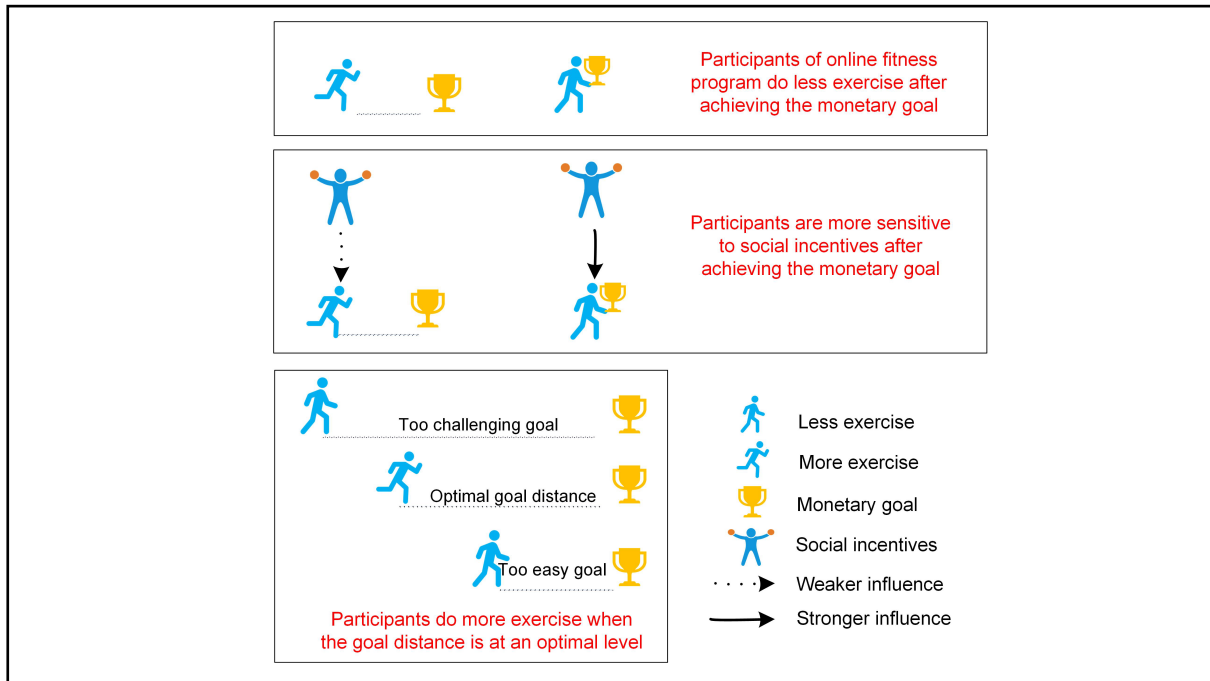 Participants of online fitness
program do less exercise after
achieving the monetary goal
Participants are more sensitive
to social incentives after
achieving the monetary goal
Too challenging goal
Optimal goal distance
Too easy goal
Participants do more exercise when
the goal distance is at an optimal level
Less exercise
More exercise
Monetary goal
Social incentives
Weaker influence
Stronger influence